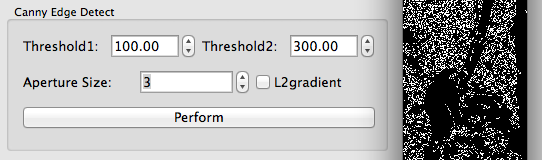 Canny Edge Detect
Threshold1: 100.00 Threshold2: 300.00
Aperture Size: 3 L2gradient
Perform